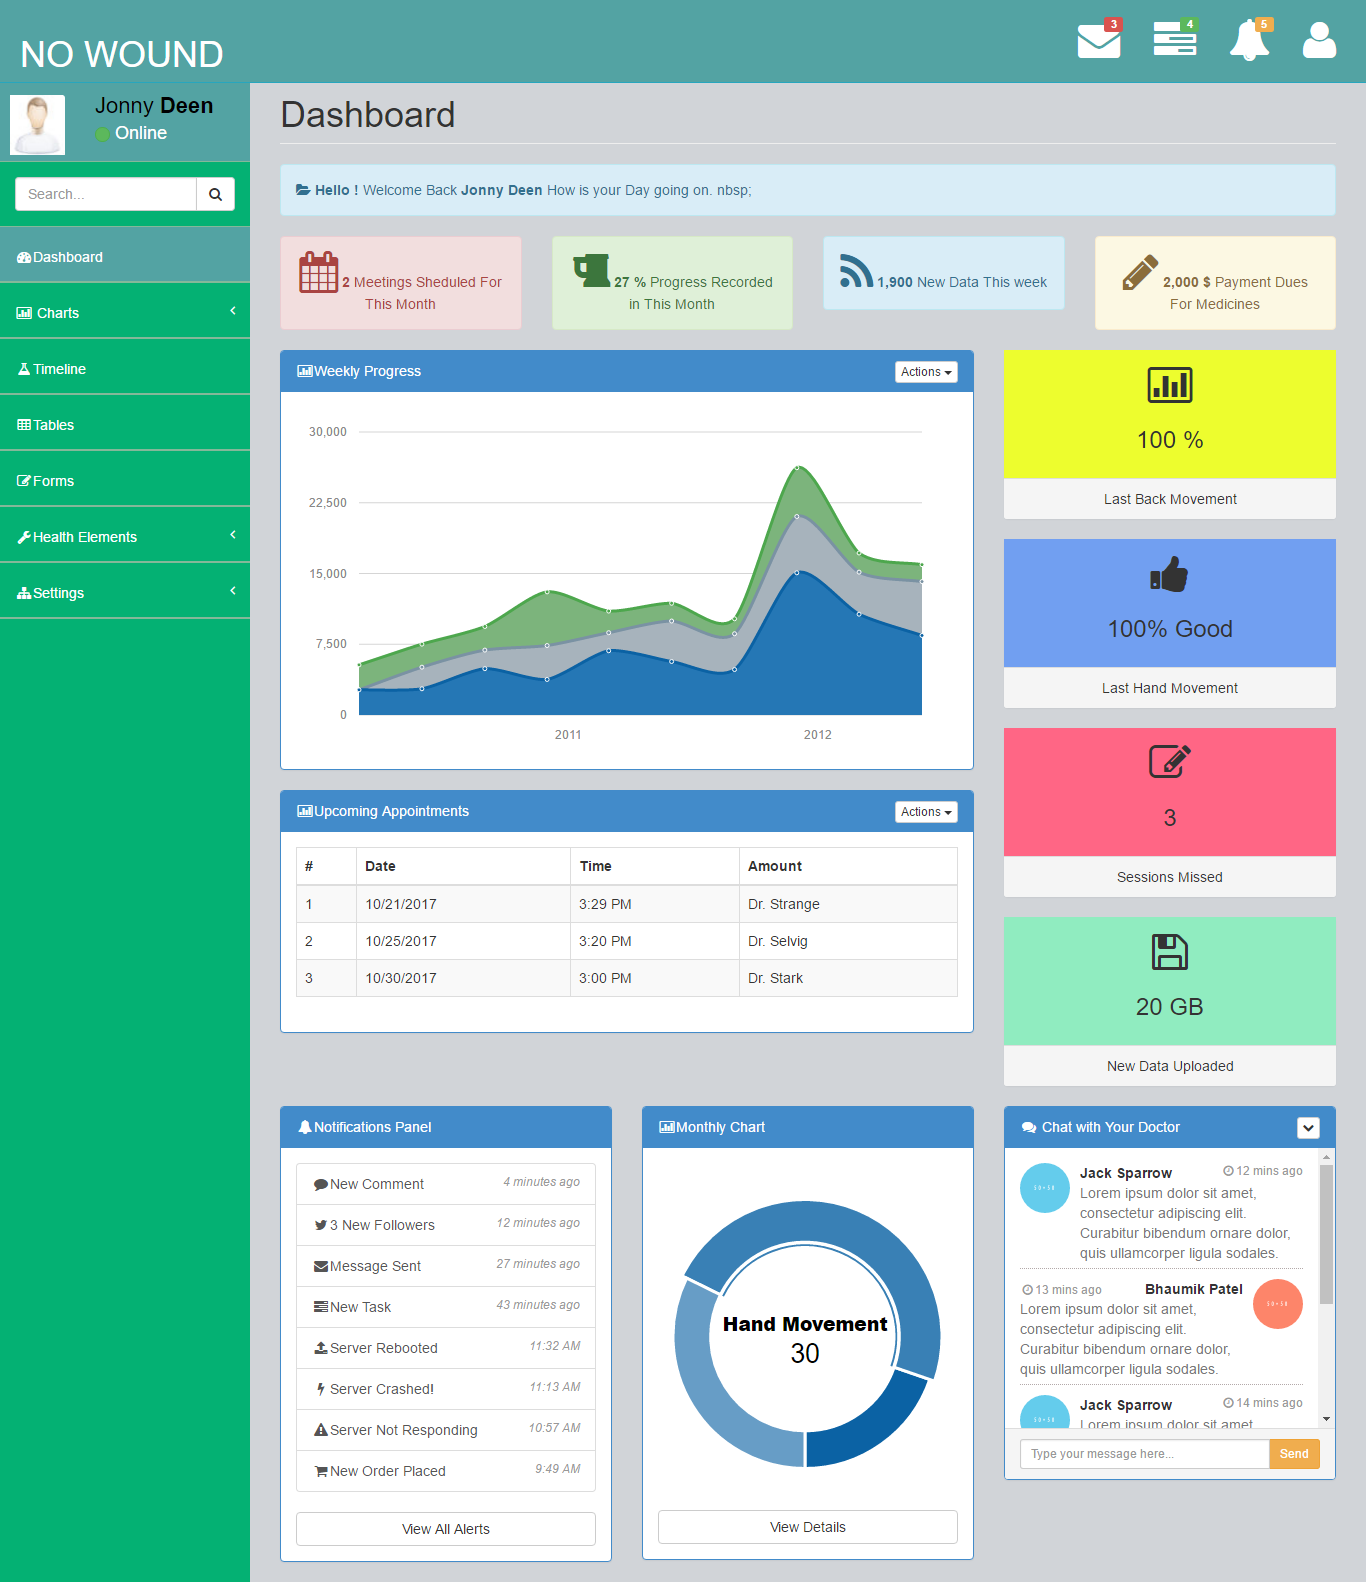 3
4
5
NO WOUND
Jonny Deen
Online
Search...
Dashboard
Charts
Timeline
Tables
Forms
Health Elements
Settings
Dashboard
Hello ! Welcome Back Jonny Deen How is your Day going on. nbsp;
2 Meetings Sheduled For
This Month
27 % Progress Recorded
in This Month
1,900 New Data This week
2,000 $ Payment Dues
For Medicines
Weekly Progress
Actions
30,000
22,500
15,000
7,500
0
2011
2012
100 %
Last Back Movement
100% Good
Last Hand Movement
3
Sessions Missed
20 GB
New Data Uploaded
Upcoming Appointments
Actions
# Date Time Amount
1 10/21/2017 3:29 PM Dr. Strange
2 10/25/2017 3:20 PM Dr. Selvig
3 10/30/2017 3:00 PM Dr. Stark
Notifications Panel
New Comment 4 minutes ago
3 New Followers 12 minutes ago
Message Sent 27 minutes ago
New Task 43 minutes ago
Server Rebooted 11:32 AM
Server Crashed! 11:13 AM
Server Not Responding 10:57 AM
New Order Placed 9:49 AM
View All Alerts
Monthly Chart
Hand Movement
30
View Details
Chat with Your Doctor
Jack Sparrow 12 mins ago
Lorem ipsum dolor sit amet,
consectetur adipiscing elit.
Curabitur bibendum ornare dolor,
quis ullamcorper ligula sodales.
13 mins ago Bhaumik Patel
Lorem ipsum dolor sit amet,
consectetur adipiscing elit.
Curabitur bibendum ornare dolor,
quis ullamcorper ligula sodales.
Jack Sparrow 14 mins ago
Lorem ipsum dolor sit amet,
Type your message here...
Send